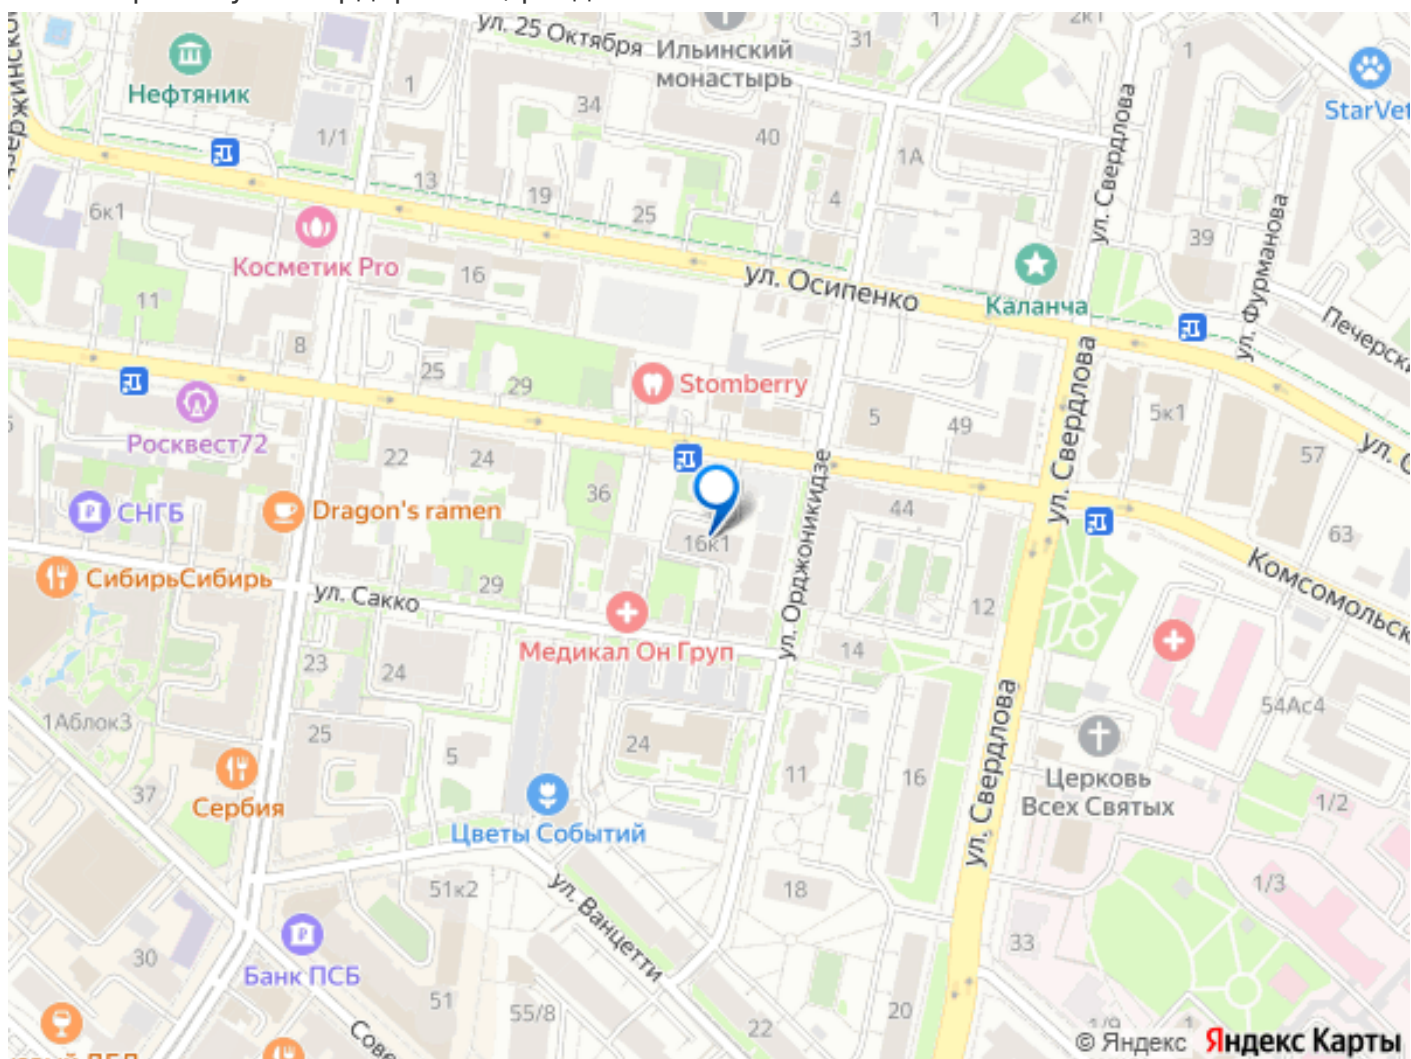 ул. 25 Октября
Ильинский
монастырь
31
2к1
1
StarVet
Нефтяник
1
34
1/1
40
1А
ул. Свердлова
13
19
25
4
39
ул. Фурманова
6к1
Косметик Pro
16
ул. Осипенко
Каланча
11
8
Печерск
25
29
Stomberry
Росквест72
5
49
5к1
ул. Свердлова
57
22
24
36
44
СНГБ
Dragon's ramen
ул. Орджоникидзе
63
16к1
СибирьСибирь
ул. Сакко
29
12
Комсомольск
Медикал Он Груп
14
23
24
1Аблок3
25
5
24
11
16
ул. Свердлова
54Ас4
Церковь
Всех Святых
1/2
37
Сербия
Цветы Событий
51к2
18
1/3
ул. Ванцетти
33
30
Банк ПСБ
51
55/8
22
20
1/9
1
Сове
© Яндекс Яндекс Карты